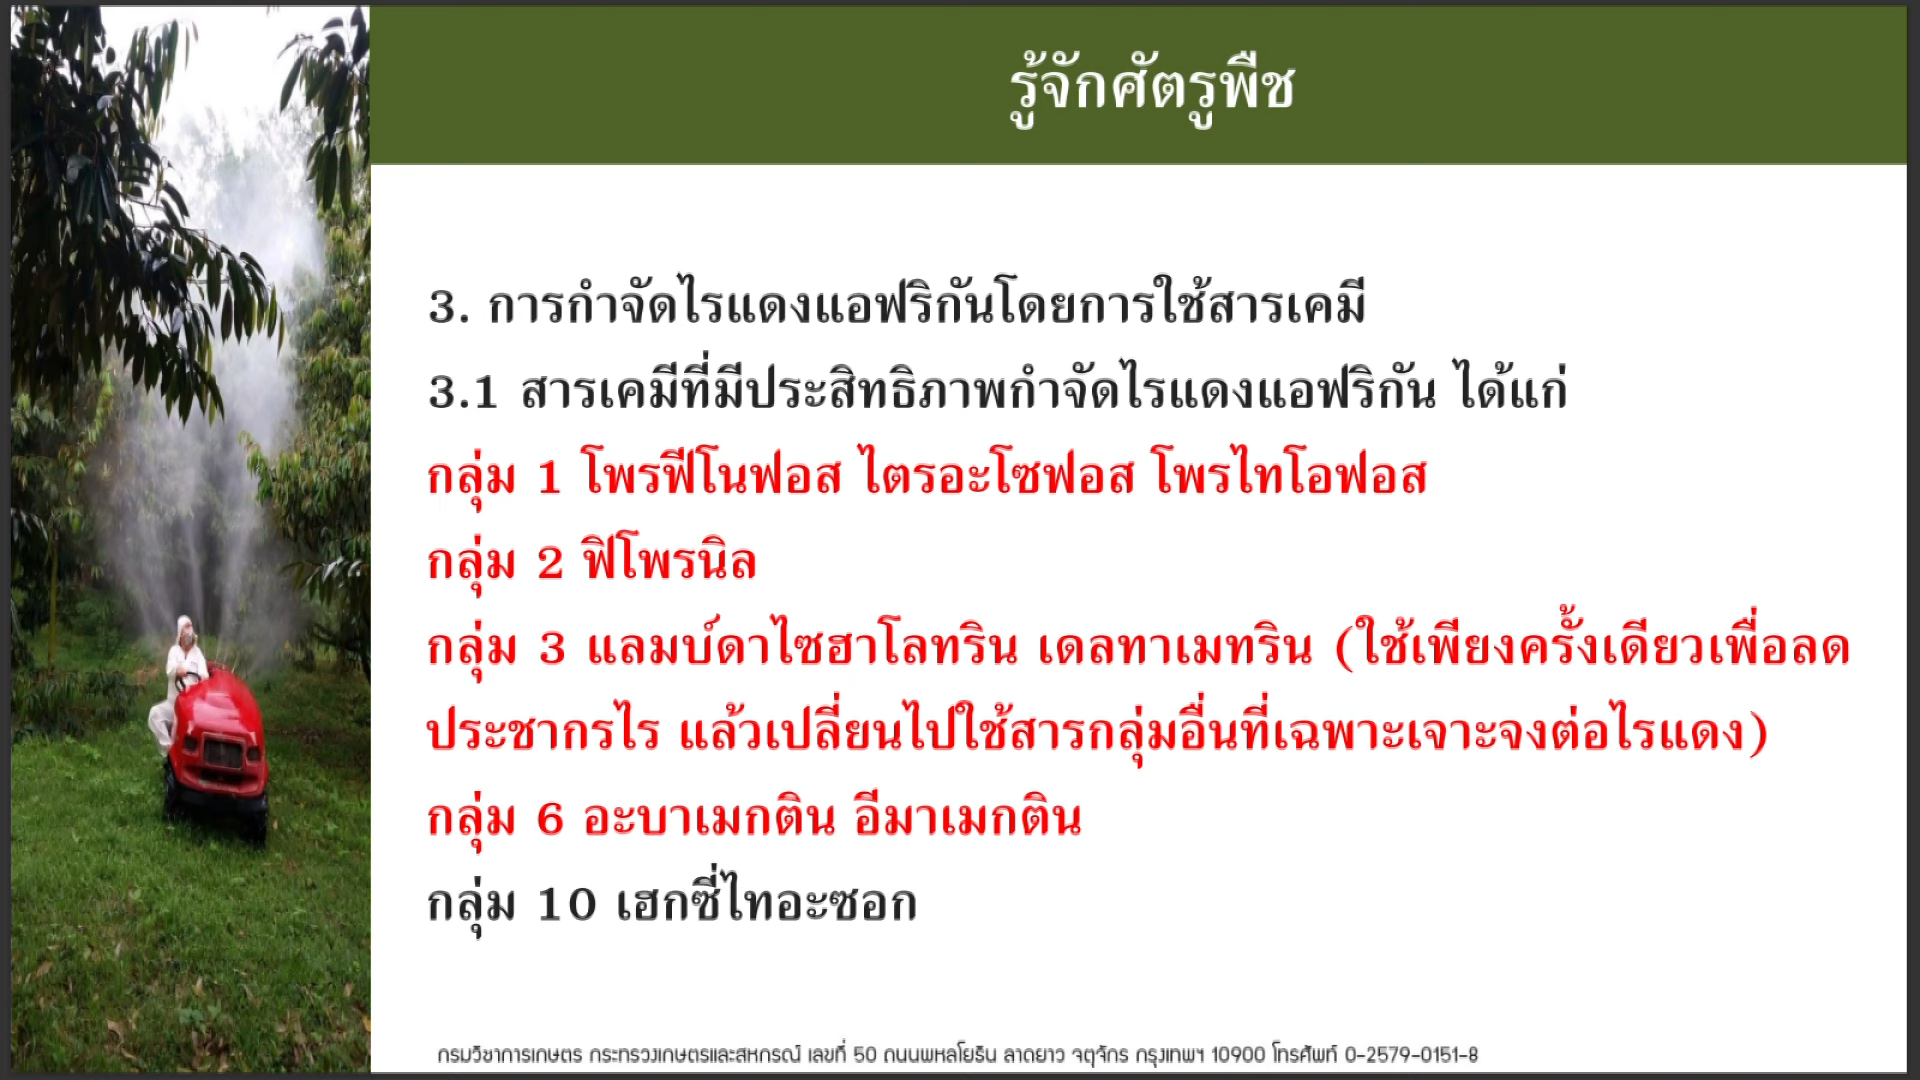 รู้จักศัตรูพืช
3. การกำจัดไรแดงแอฟริกันโดยการใช้สารเคมี
3.1 สารเคมีที่มีประสิทธิภาพกำจัดไรแดงแอฟริกัน ได้แก่
กลุ่ม 1 โพรฟีโนฟอส ไตรอะโซฟอส โพรไทโอฟอส
กลุ่ม 2 ฟิโพรนิล
กลุ่ม 3 แลมบ์ดาไซฮาโลทริน เดลทาเมทริน (ใช้เพียงครั้งเดียวเพื่อลด
ประชากรไร แล้วเปลี่ยนไปใช้สารกลุ่มอื่นที่เฉพาะเจาะจงต่อไรแดง)
กลุ่ม 6 อะบาเมกติน อีมาเมกติน
กลุ่ม 10 เฮกซี่ไทอะซอก
กรมวิชาการเกษตร กระทรวงเกษตรและสหกรณ์ เลขที่ 50 ถนนพหลโยธิน ลาดยาว จตุจักร กรุงเทพฯ 10900 โทรศัพท์ 0-2579-0151-8